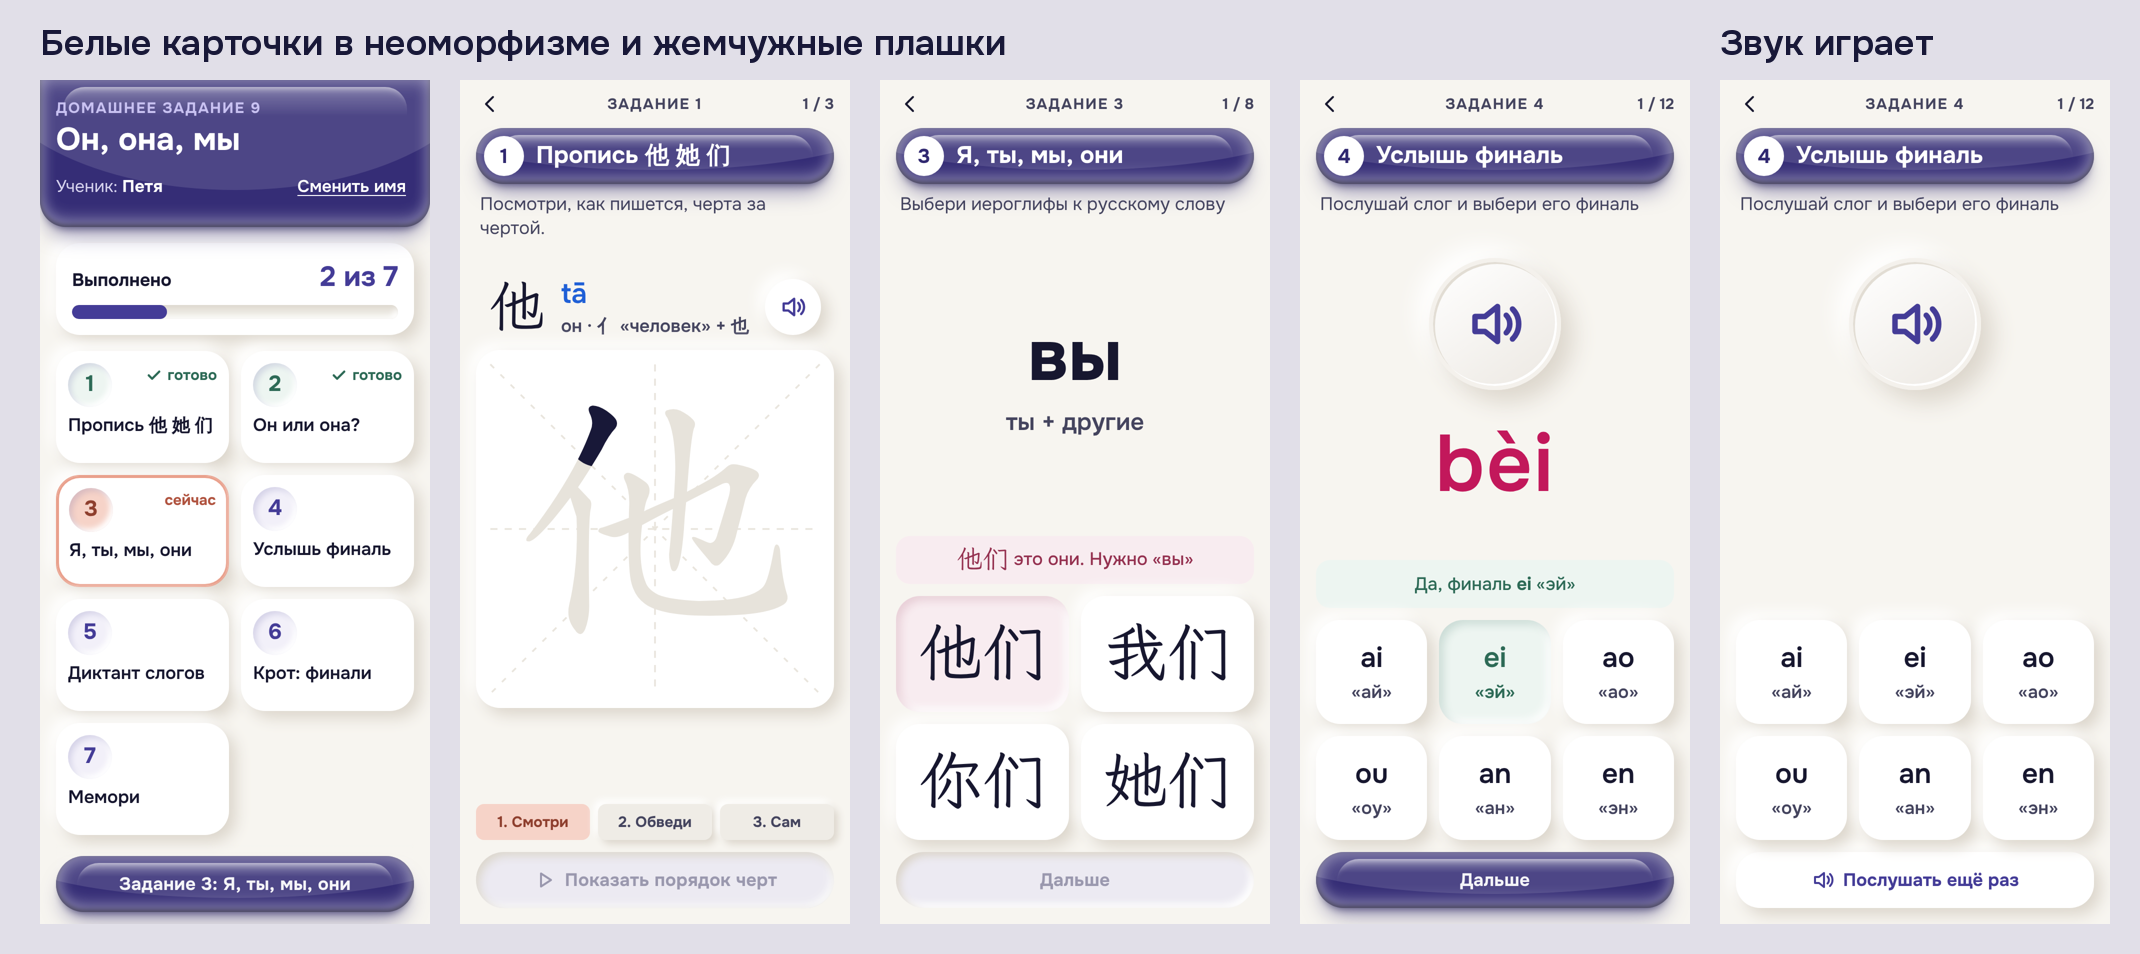 Белые карточки в неоморфизме и жемчужные плашки
Звук играет
ДОМАШНЕЕ ЗАДАНИЕ 9
Он, она, мы
Ученик: Петя
Сменить имя
Выполнено
2 из 7
1
готово
Пропись 他 她 们
2
готово
Он или она?
3
сейчас
Я, ты, мы, они
4
Услышь финаль
5
Диктант слогов
6
Крот: финали
7
Мемори
Задание 3: Я, ты, мы, они
ЗАДАНИЕ 1
1 / 3
1
Пропись 他 她 们
Посмотри, как пишется, черта за
чертой.
他
tā
он · 亻 «человек» + 也
他
1. Смотри
2. Обведи
3. Сам
Показать порядок черт
ЗАДАНИЕ 3
1 / 8
3
Я, ты, мы, они
Выбери иероглифы к русскому слову
вы
ты + другие
他们 это они. Нужно «вы»
他们
我们
你们
她们
Дальше
ЗАДАНИЕ 4
1 / 12
4
Услышь финаль
Послушай слог и выбери его финаль
bèi
Да, финаль ei «эй»
ai
«ай»
ei
«эй»
ao
«ао»
ou
«оу»
an
«ан»
en
«эн»
Дальше
ЗАДАНИЕ 4
1 / 12
4
Услышь финаль
Послушай слог и выбери его финаль
ai
«ай»
ei
«эй»
ao
«ао»
ou
«оу»
an
«ан»
en
«эн»
Послушать ещё раз